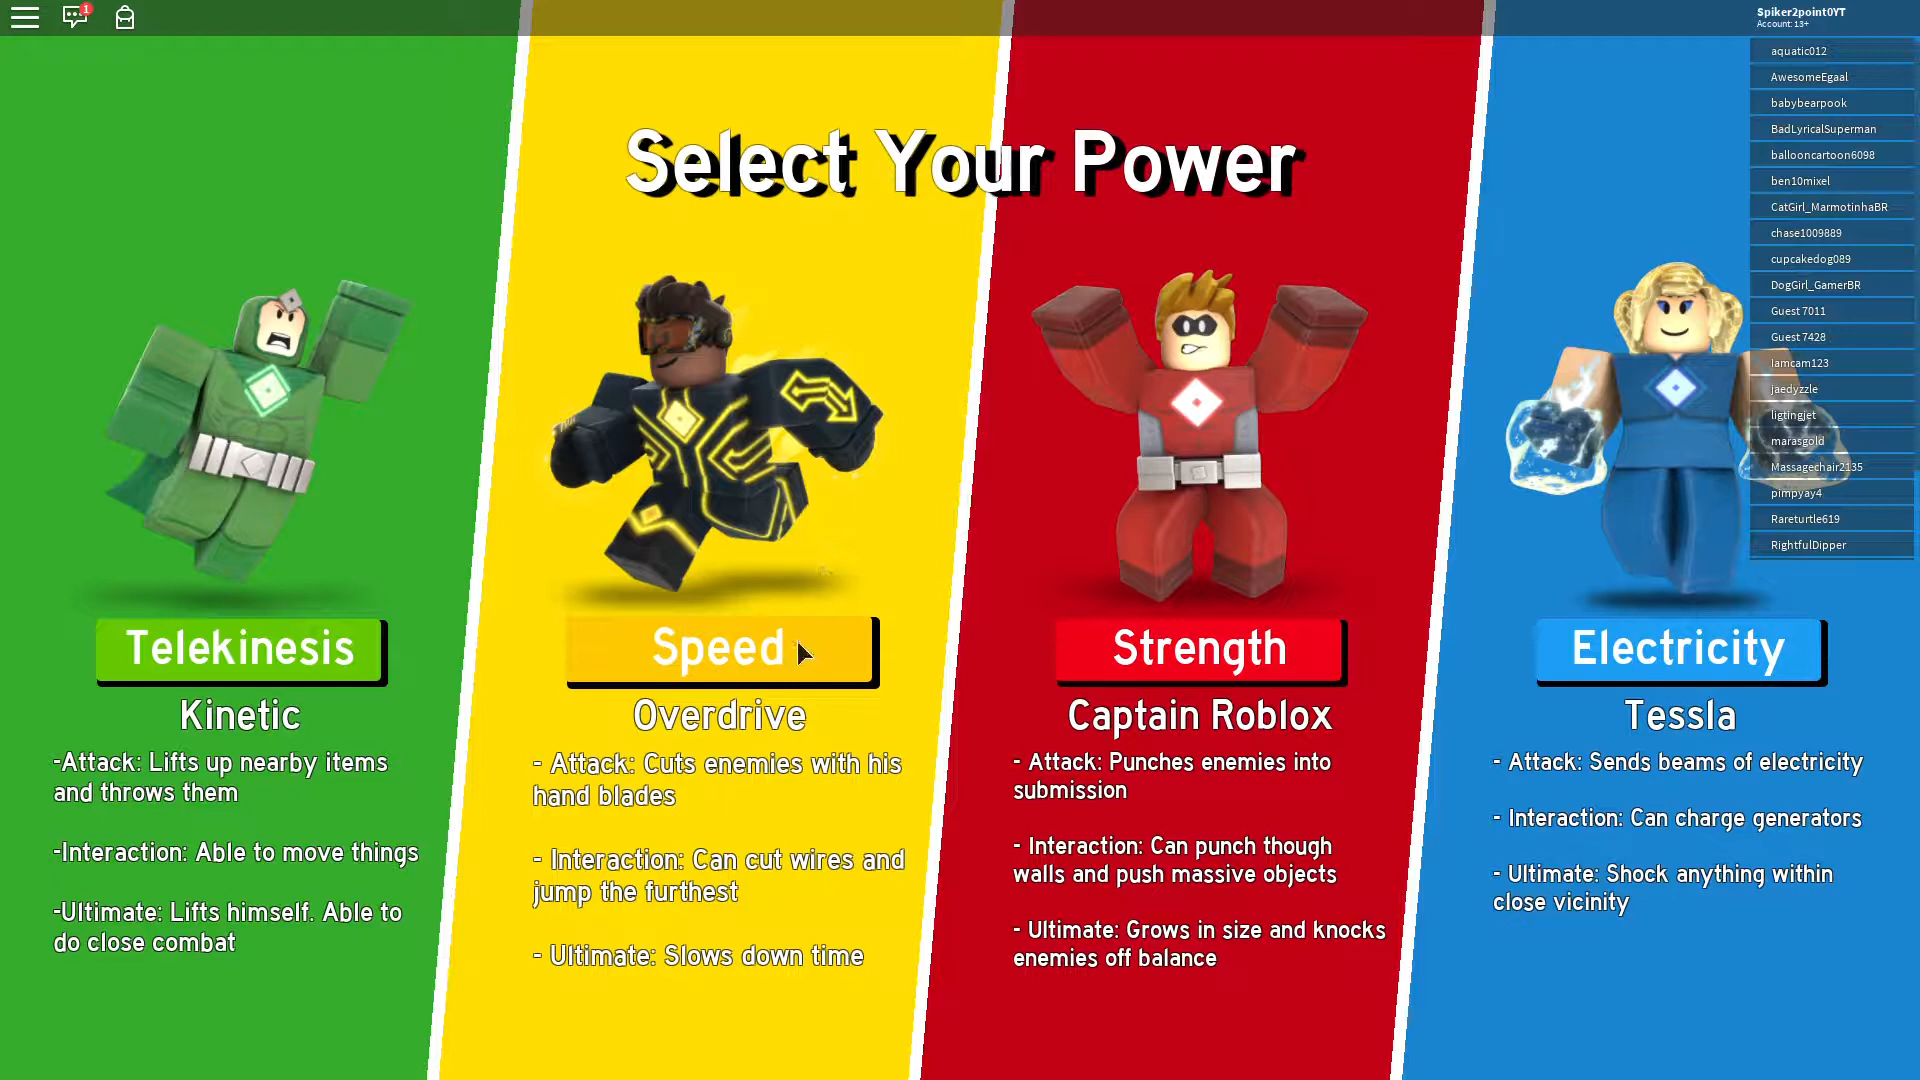 1
Spiker2point0YT
Account: 13+
aquatic012
AwesomeEgaal
babybearpook
BadLyricalSuperman
ballooncartoon6098
ben10mixel
CatGirl_MarmotinhaBR
chase1009889
cupcakedog089
DogGirl_GamerBR
Guest 7011
Guest 7428
Iamcam123
jaedyzzle
ligtingjet
marasgold
Massagechair2135
pimpyay4
Rareturtle619
RightfulDipper
Select Your Power
Telekinesis
Kinetic
-Attack: Lifts up nearby items
and throws them
-Interaction: Able to move things
-Ultimate: Lifts himself. Able to
do close combat
Speed
Overdrive
- Attack: Cuts enemies with his
hand blades
- Interaction: Can cut wires and
jump the furthest
- Ultimate: Slows down time
Strength
Captain Roblox
- Attack: Punches enemies into
submission
- Interaction: Can punch though
walls and push massive objects
- Ultimate: Grows in size and knocks
enemies off balance
Electricity
Tessla
- Attack: Sends beams of electricity
- Interaction: Can charge generators
- Ultimate: Shock anything within
close vicinity